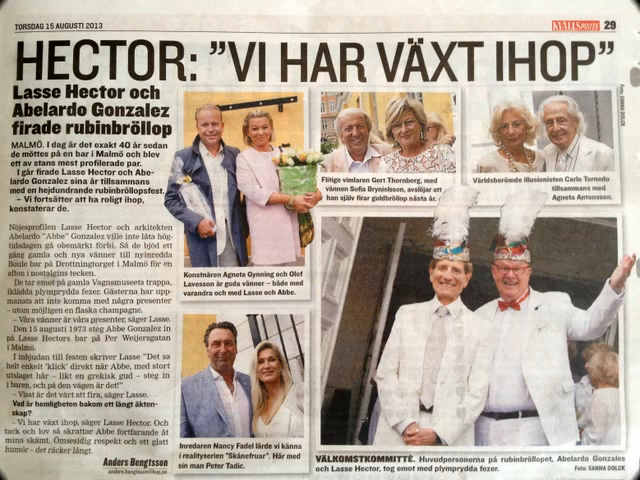 TORSDAG 15 AUGUSTI 2013
KVÄLLSPOSTEN 29
HECTOR: ”VI HAR VÄXT IHOP”
Lasse Hector och
Abelardo Gonzalez
firade rubinbröllop
MALMÖ. I dag är det exakt 40 år sedan
de möttes på en bar i Malmö och blev
ett av stans mest profilerade par.
I går firade Lasse Hector och Abe-
lardo Gonzalez sina år tillsammans
med en hejdundrande rubinbröllopsfest.
– Vi fortsätter att ha roligt ihop,
konstaterar de.
Nöjesprofilen Lasse Hector och arkitekten
Abelardo ”Abbe” Gonzalez ville inte låta hög-
tidsdagen gå obemärkt förbi. Så de bjöd ett
gäng gamla och nya vänner till nyinredda
Boule bar på Drottningtorget i Malmö för en
afton i nostalgins tecken.
De tar emot på gamla Vagnsmuseets trappa,
iklädda plymprydda fezer. Gästerna har upp-
manats att inte komma med några presenter
– utom möjligen en flaska champagne.
– Våra vänner är våra presenter, säger Lasse.
Den 15 augusti 1973 steg Abbe Gonzalez in
på Lasse Hectors bar på Per Weijersgatan
i Malmö.
I inbjudan till festen skriver Lasse ”Det sa
helt enkelt ’klick’ direkt när Abbe, med stort
utslaget hår – likt en grekisk gud – steg in
i baren, och på den vägen är det!”
– Visst är det värt att fira, säger Lasse.
Vad är hemligheten bakom ett långt äkten-
skap?
– Vi har växt ihop, säger Lasse Hector. Och
tack och lov så skrattar Abbe fortfarande åt
mina skämt. Ömsesidig respekt och ett glatt
humör – det räcker långt.
Anders Bengtsson
anders.bengtsson@kvp.se
Konstnären Agneta Gynning och Olof
Lavesson är goda vänner – både med
varandra och med Lasse och Abbe.
Flitige vimlaren Gert Thornberg, med
vännen Sofia Brynielsson, avslöjar att
han själv firar guldbröllop nästa år.
Världsberömde illusionisten Carlo Tornedo
tillsammans med
Agneta Antonsson.
Foto: SANNA DOLCK
Inredaren Nancy Fadel lärde vi känna
i realityserien ”Skånefruar”. Här med
sin man Peter Tadic.
VÄLKOMSTKOMMITTÉ. Huvudpersonerna på rubinbröllopet, Abelardo Gonzales
och Lasse Hector, tog emot med plymprydda fezer.
Foto: SANNA DOLCK